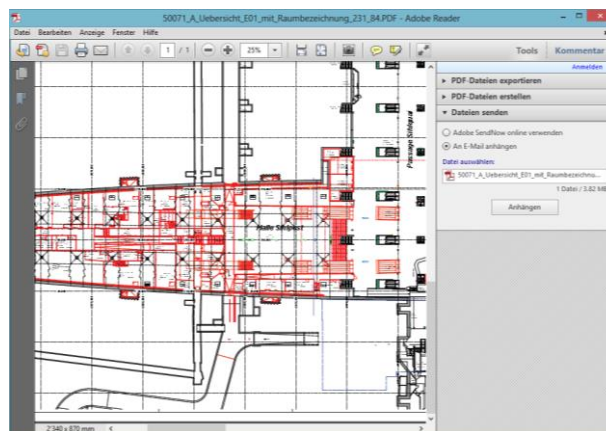 50071_A_Uebersicht_E01_mit_Raumbezeichnung_231_84.PDF - Adobe Reader
Datei Bearbeiten Anzeige Fenster Hilfe
1 / 1
25%
Tools
Kommentar
Anmelden
PDF-Dateien exportieren
PDF-Dateien erstellen
Dateien senden
Adobe SendNow online verwenden
An E-Mail anhängen
Datei auswählen:
50071_A_Uebersicht_E01_mit_Raumbezeichnu...
1 Datei / 3.82 MB
Anhängen
Passage Sihlquai
Halle Sihlpost
2'340 x 870 mm